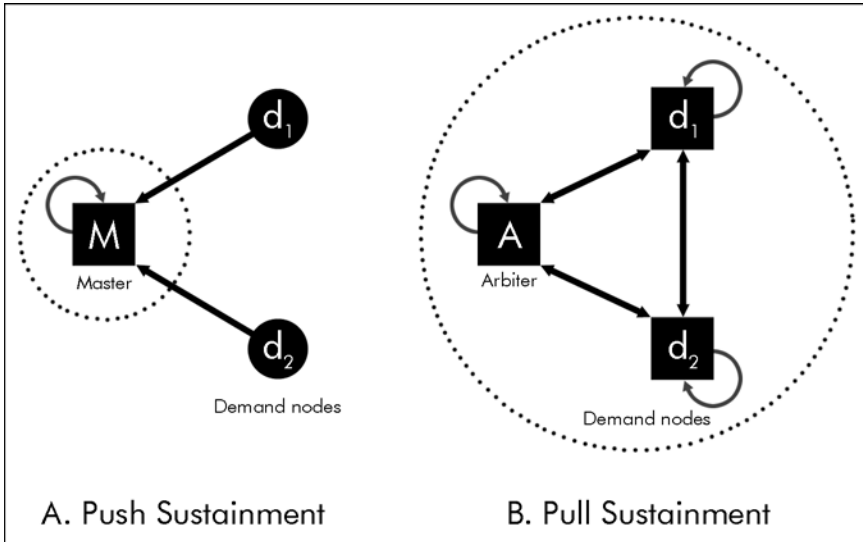 d1
M
Master
d2
Demand nodes
A. Push Sustainment
d1
A
Arbiter
d2
Demand nodes
B. Pull Sustainment